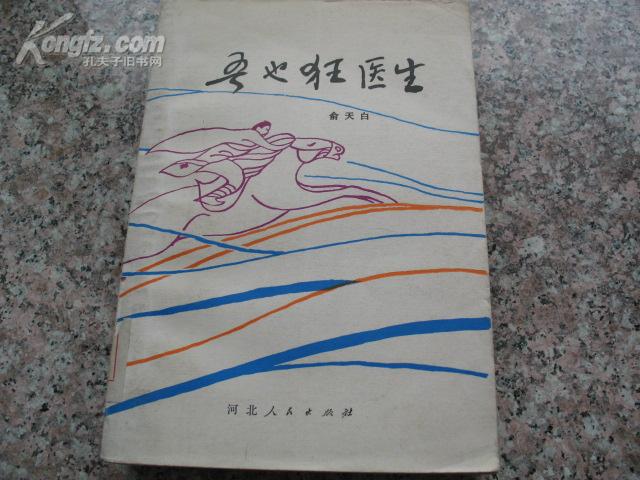 Kongfz.com
孔夫子旧书网
吾也狂医生
俞天白
河北人民出版社